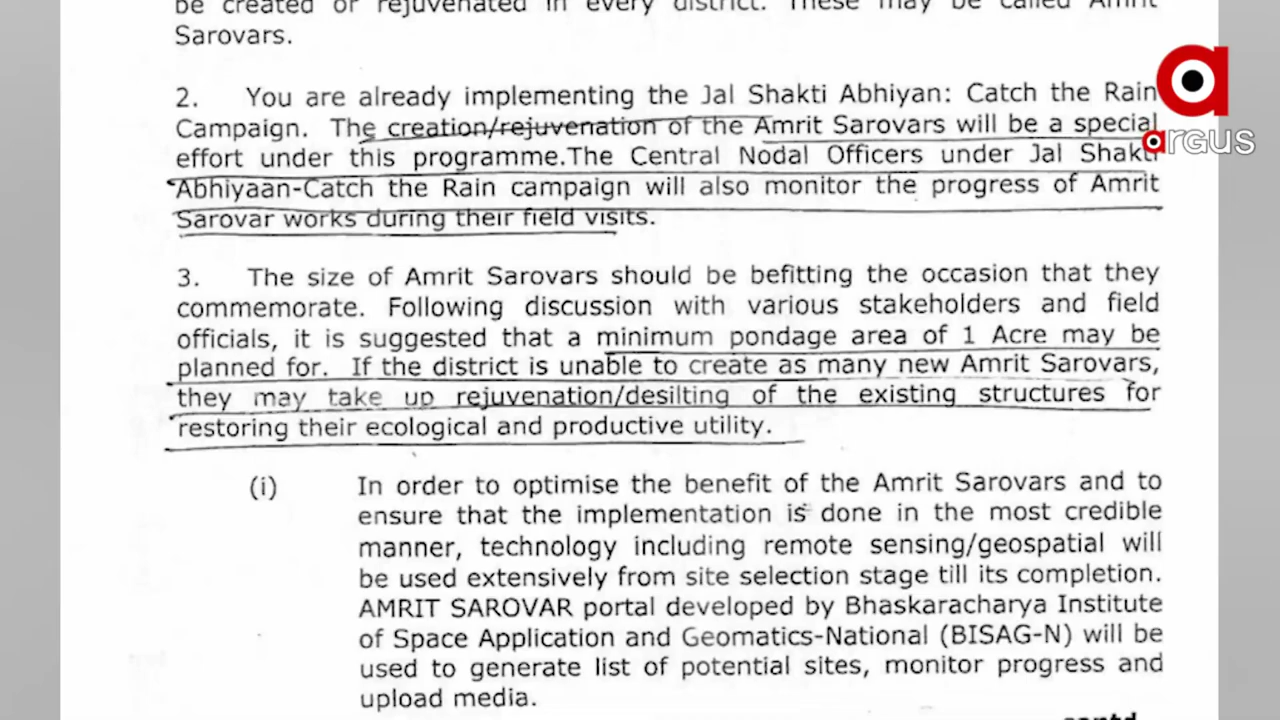 be created or rejuvenated in every district. These may be called Amrit
Sarovars.
2. You are already implementing the Jal Shakti Abhiyan: Catch the Rain
Campaign. The creation/rejuvenation of the Amrit Sarovars will be a special
effort under this programme.The Central Nodal Officers under Jal Shakti
Abhiyaan-Catch the Rain campaign will also monitor the progress of Amrit
Sarovar works during their field visits.
3. The size of Amrit Sarovars should be befitting the occasion that they
commemorate. Following discussion with various stakeholders and field
officials, it is suggested that a minimum pondage area of 1 Acre may be
planned for. If the district is unable to create as many new Amrit Sarovars,
they may take up rejuvenation/desilting of the existing structures for
restoring their ecological and productive utility.
(i) In order to optimise the benefit of the Amrit Sarovars and to
ensure that the implementation is done in the most credible
manner, technology including remote sensing/geospatial will
be used extensively from site selection stage till its completion.
AMRIT SAROVAR portal developed by Bhaskaracharya Institute
of Space Application and Geomatics-National (BISAG-N) will be
used to generate list of potential sites, monitor progress and
upload media.
contd
argus